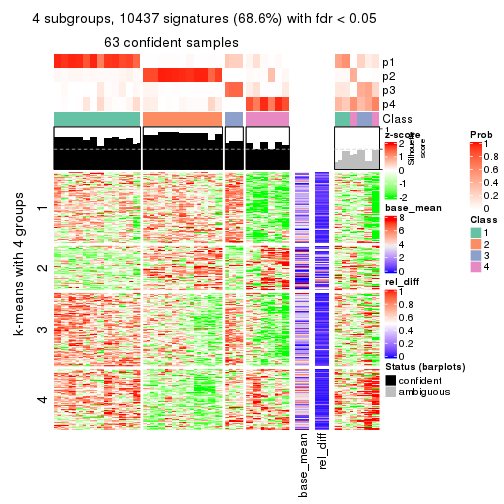 4 subgroups, 10437 signatures (68.6%) with fdr < 0.05
63 confident samples
p1
p2
p3
p4
Class
1
Silhouette
score
k-means with 4 groups
1
2
3
4
base_mean
rel_diff
z-score
2
1
0
-1
-2
base_mean
8
6
4
2
0
rel_diff
1
0.8
0.6
0.4
0.2
0
Status (barplots)
confident
ambiguous
Prob
1
0.8
0.6
0.4
0.2
0
Class
1
2
3
4